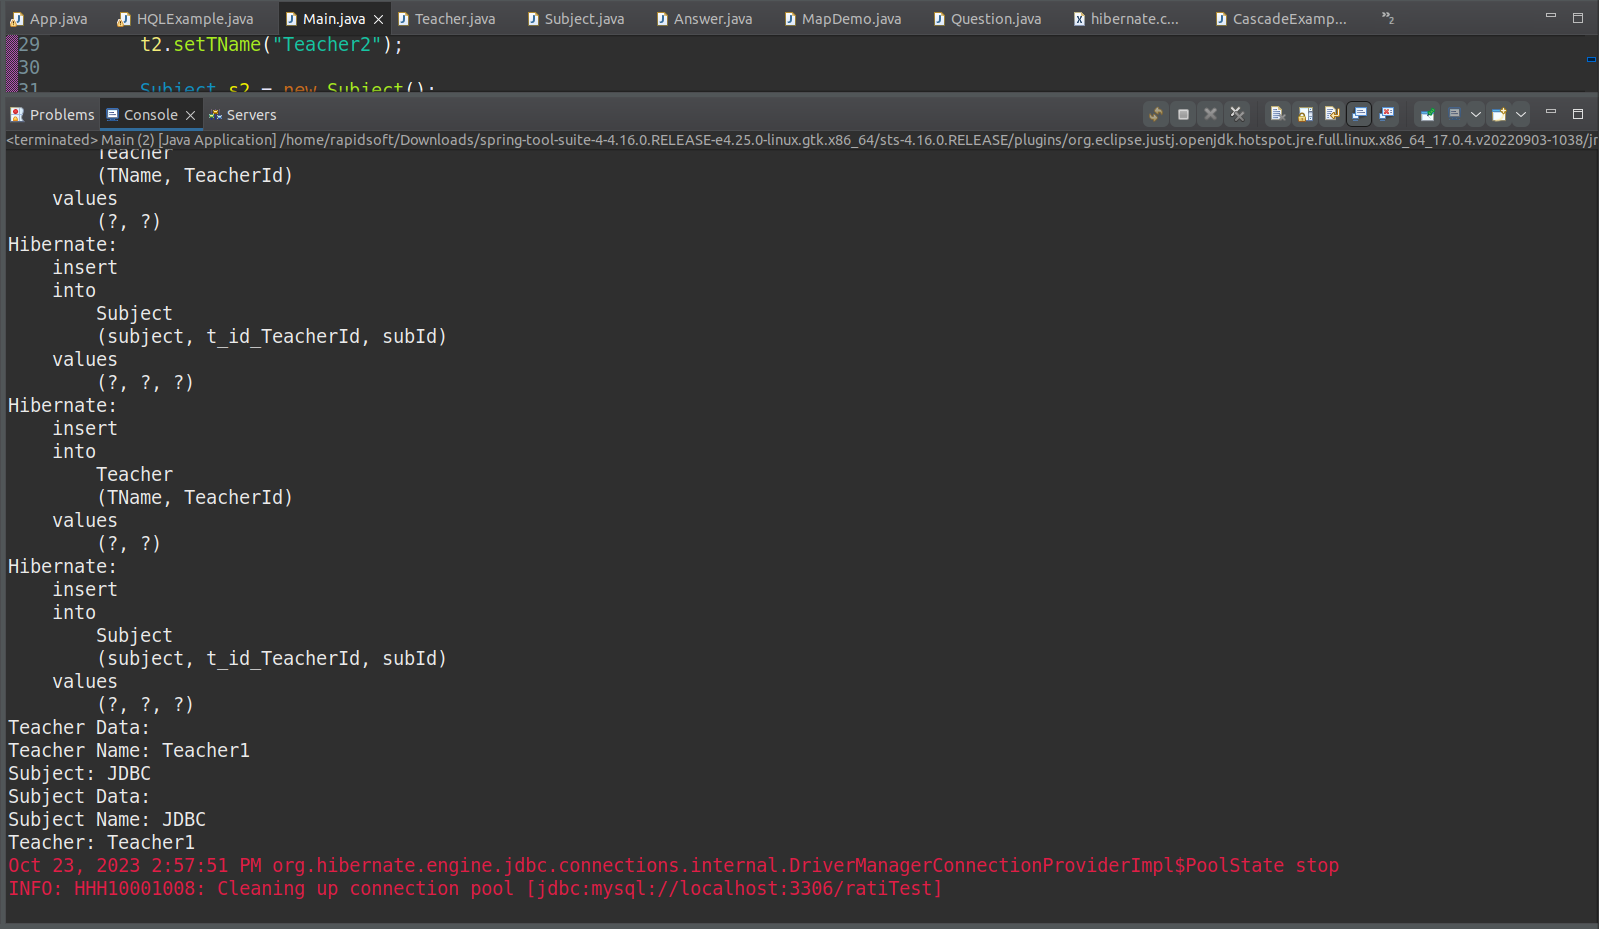 App.java HQLExample.java Main.java Teacher.java Subject.java Answer.java MapDemo.java Question.java hibernate.c... CascadeExamp... »2
29 t2.setTName("Teacher2");
30
31 Subject s2 = new Subject();
Problems Console Servers
<terminated> Main (2) [Java Application] /home/rapidsoft/Downloads/spring-tool-suite-4-4.16.0.RELEASE-e4.25.0-linux.gtk.x86_64/sts-4.16.0.RELEASE/plugins/org.eclipse.justj.openjdk.hotspot.jre.full.linux.x86_64_17.0.4.v20220903-1038/jr
Teacher
(TName, TeacherId)
values
(?, ?)
Hibernate:
insert
into
Subject
(subject, t_id_TeacherId, subId)
values
(?, ?, ?)
Hibernate:
insert
into
Teacher
(TName, TeacherId)
values
(?, ?)
Hibernate:
insert
into
Subject
(subject, t_id_TeacherId, subId)
values
(?, ?, ?)
Teacher Data:
Teacher Name: Teacher1
Subject: JDBC
Subject Data:
Subject Name: JDBC
Teacher: Teacher1
Oct 23, 2023 2:57:51 PM org.hibernate.engine.jdbc.connections.internal.DriverManagerConnectionProviderImpl$PoolState stop
INFO: HHH10001008: Cleaning up connection pool [jdbc:mysql://localhost:3306/ratiTest]